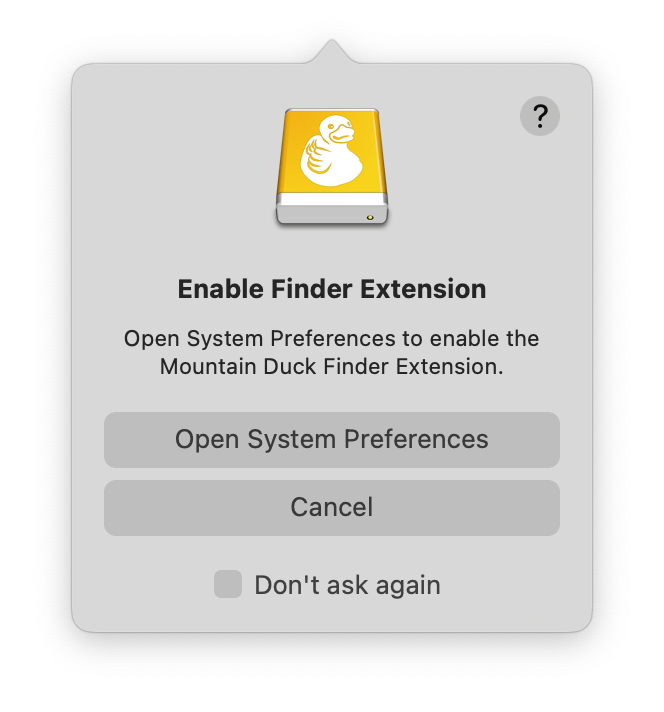 ?
Enable Finder Extension
Open System Preferences to enable the
Mountain Duck Finder Extension.
Open System Preferences
Cancel
Don't ask again